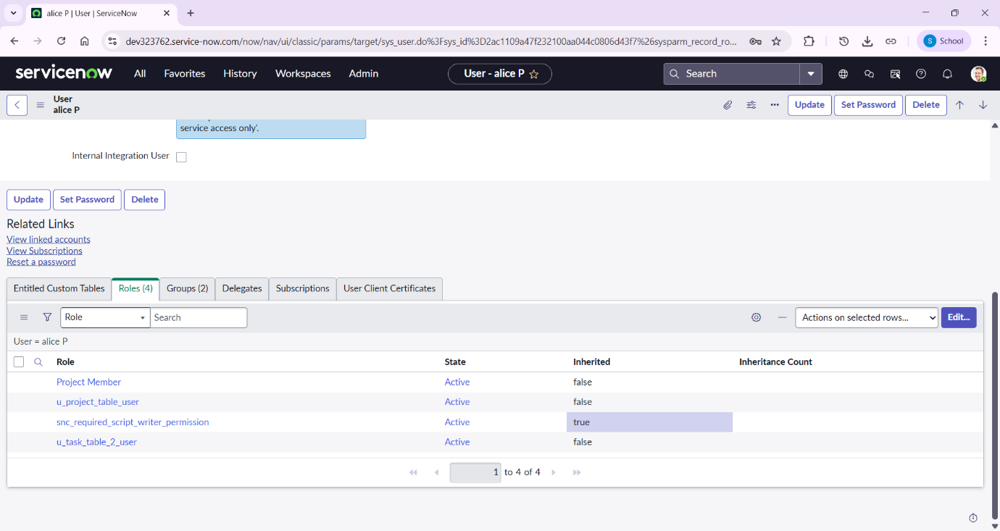 alice P | User | ServiceNow
dev323762.service-now.com/now/nav/ui/classic/params/target/sys_user.do%3Fsys_id%3D2ac1109a47f232100aa044c0806d43f7%26sysparm_record_ro...
S School
servicenow All Favorites History Workspaces Admin User - alice P Search
User
alice P
Update Set Password Delete
service access only'.
Internal Integration User
Update Set Password Delete
Related Links
View linked accounts
View Subscriptions
Reset a password
Entitled Custom Tables Roles (4) Groups (2) Delegates Subscriptions User Client Certificates
Role Search Actions on selected rows... Edit...
User = alice P
Role State Inherited Inheritance Count
Project Member Active false
u_project_table_user Active false
snc_required_script_writer_permission Active true
u_task_table_2_user Active false
1 to 4 of 4